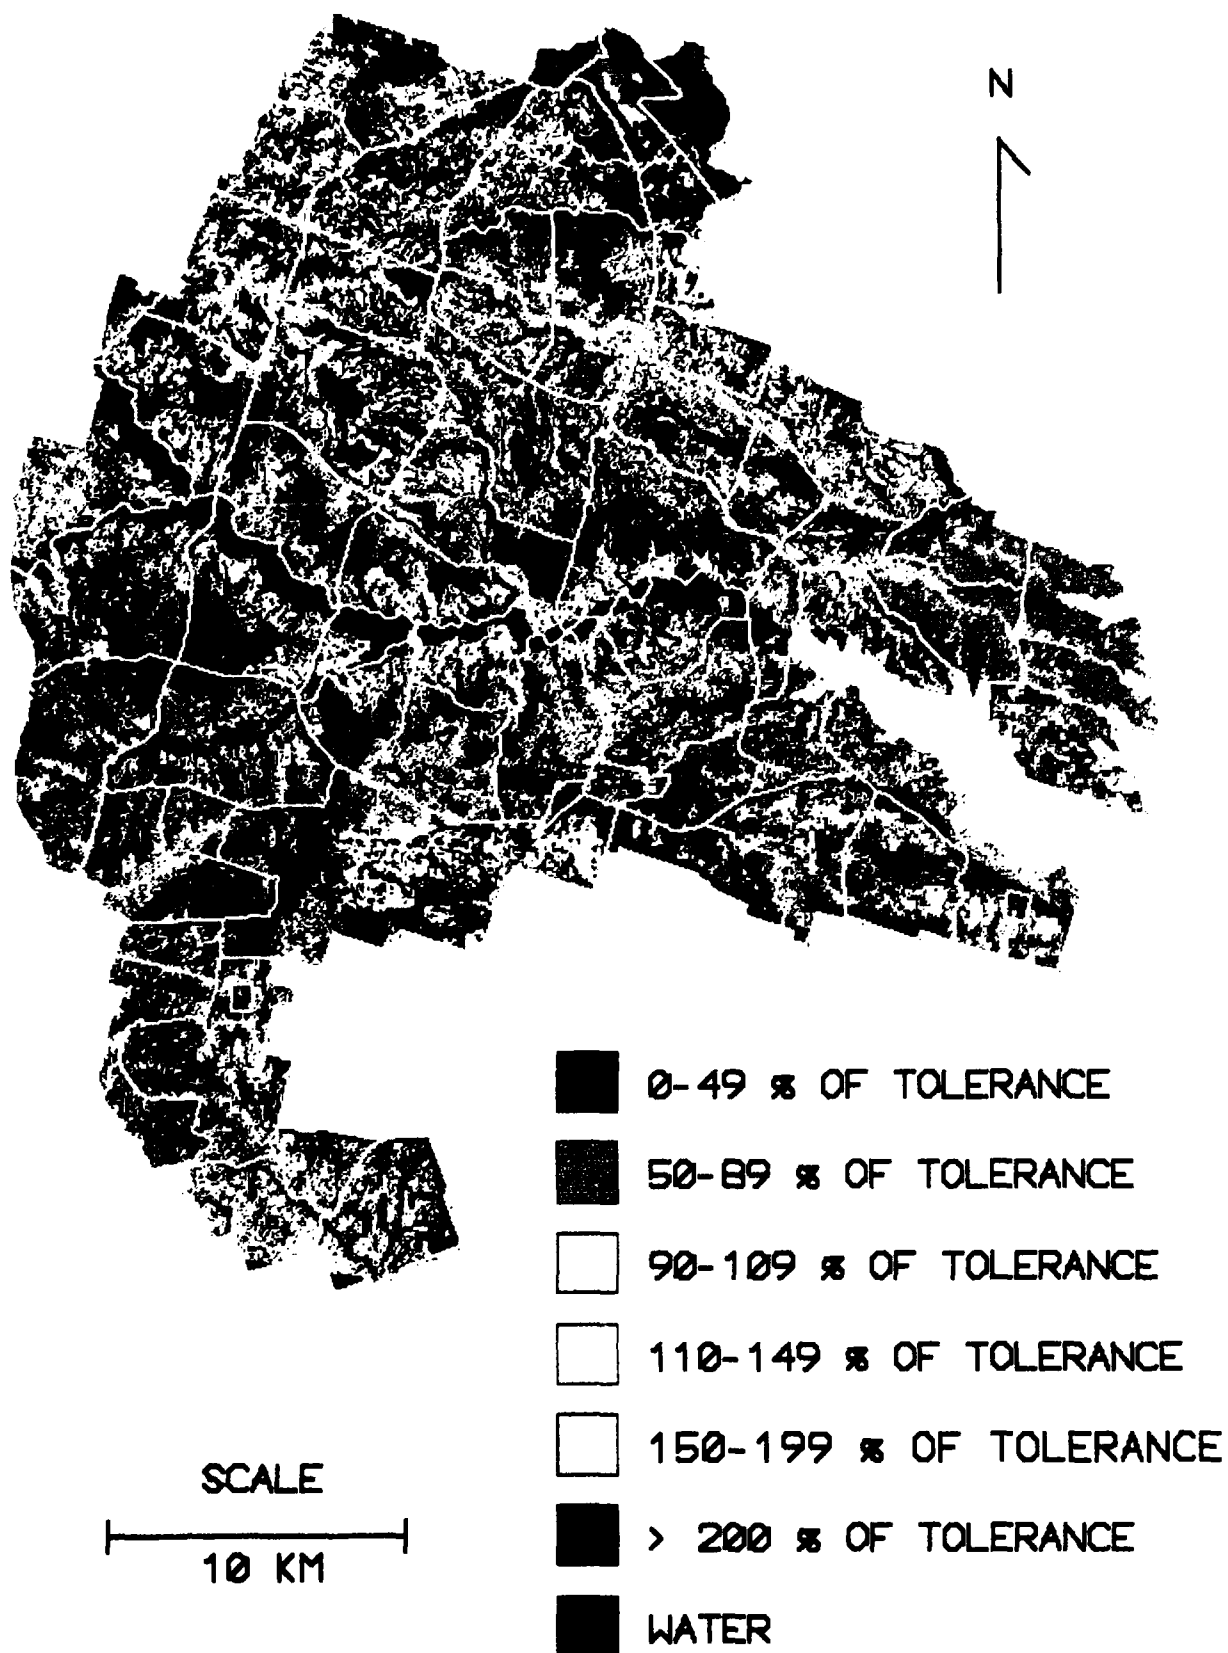 N
0-49 % OF TOLERANCE
50-89 % OF TOLERANCE
90-109 % OF TOLERANCE
110-149 % OF TOLERANCE
150-199 % OF TOLERANCE
> 200 % OF TOLERANCE
WATER
SCALE
10 KM